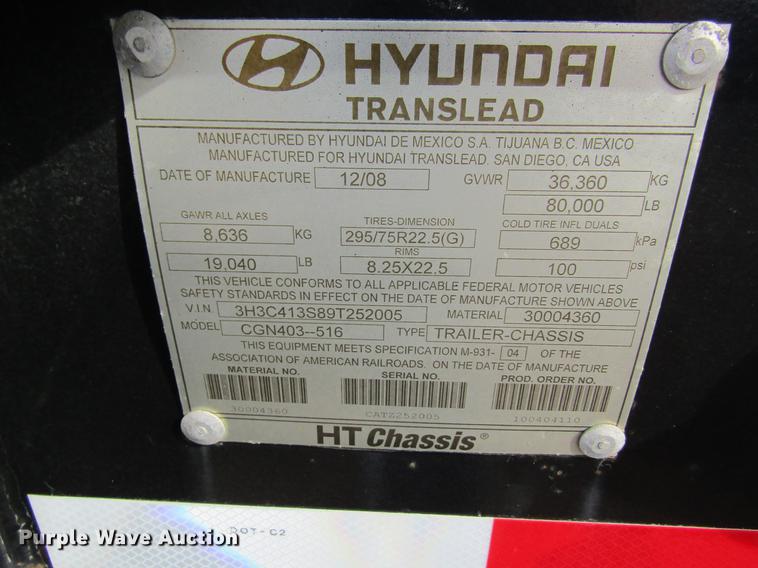 HYUNDAI
TRANSLEAD
MANUFACTURED BY HYUNDAI DE MEXICO S.A. TIJUANA B.C. MEXICO
MANUFACTURED FOR HYUNDAI TRANSLEAD. SAN DIEGO, CA USA
DATE OF MANUFACTURE 12/08 GVWR 36,360 KG
80,000 LB
GAWR ALL AXLES TIRES-DIMENSION COLD TIRE INFL DUALS
8,636 KG 295/75R22.5(G) 689 kPa
RIMS
19,040 LB 8.25X22.5 100 psi
THIS VEHICLE CONFORMS TO ALL APPLICABLE FEDERAL MOTOR VEHICLES
SAFETY STANDARDS IN EFFECT ON THE DATE OF MANUFACTURE SHOWN ABOVE
V.I.N. 3H3C413S89T252005 MATERIAL 30004360
MODEL CGN403--516 TYPE TRAILER-CHASSIS
THIS EQUIPMENT MEETS SPECIFICATION M-931- 04 OF THE
ASSOCIATION OF AMERICAN RAILROADS. ON THE DATE OF MANUFACTURE
MATERIAL NO. SERIAL NO. PROD. ORDER NO.
30004360 CATZ252005 100404110
HT Chassis®
DOT-C2
Purple Wave Auction